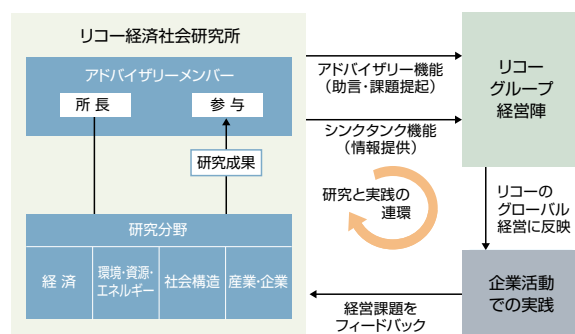 リコー経済社会研究所
アドバイザリーメンバー
所 長
参 与
研究成果
研究分野
経 済
環境・資源・
エネルギー
社会構造
産業・企業
アドバイザリー機能
（助言・課題提起）
シンクタンク機能
（情報提供）
研究と実践の
連環
リコー
グループ
経営陣
リコーの
グローバル
経営に反映
企業活動
での実践
経営課題を
フィードバック